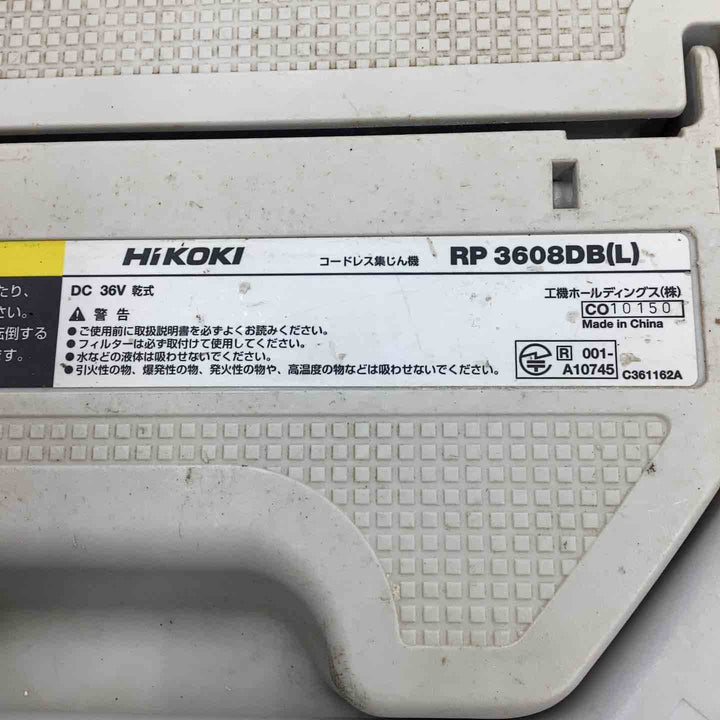 HiKOKI コードレス集じん機 RP 3608DB(L)
DC 36V 乾式
警告
●ご使用前に取扱説明書を必ずよくお読みください。
●フィルターは必ず取付けて使用してください。
●水などの液体は吸わせないでください。
●引火性の物、爆発性の物、発火性の物や、高温度の物などは吸わせないでください。
工機ホールディングス(株)
CO10150
Made in China
R 001-
A10745
C361162A
たり、
さい。
転倒する
ます。